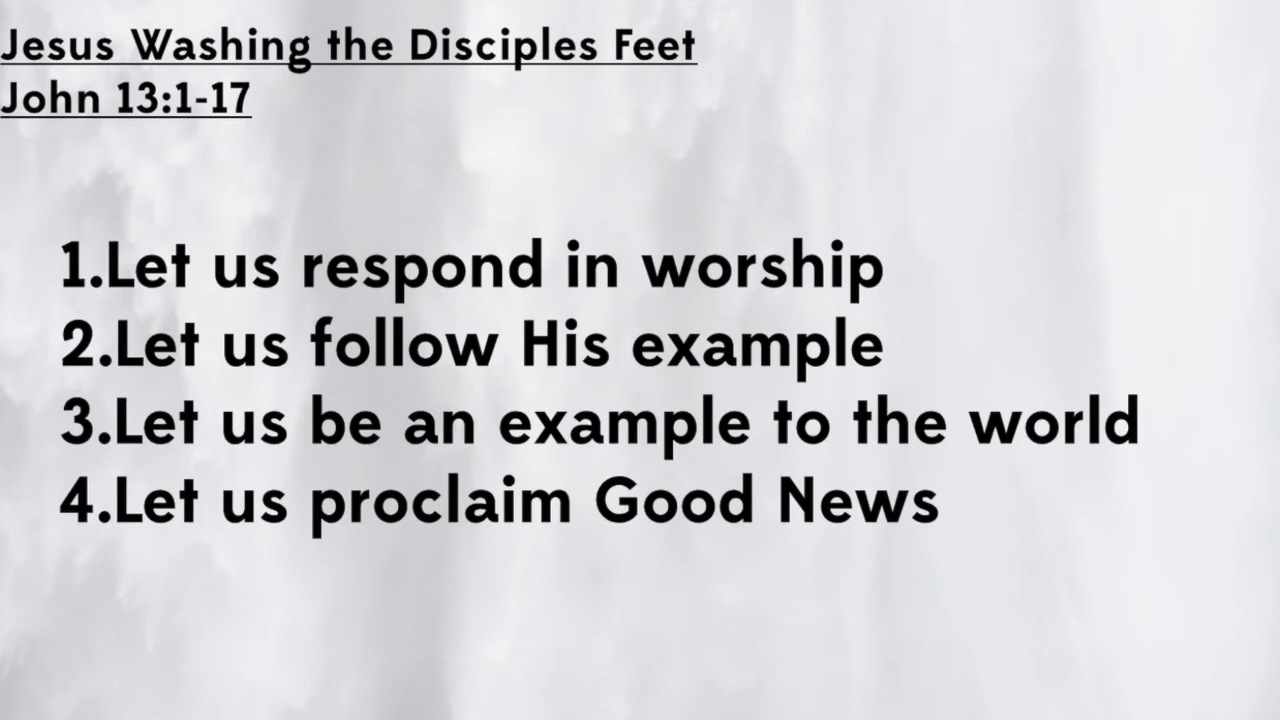 Jesus Washing the Disciples Feet
John 13:1-17
1.Let us respond in worship
2.Let us follow His example
3.Let us be an example to the world
4.Let us proclaim Good News